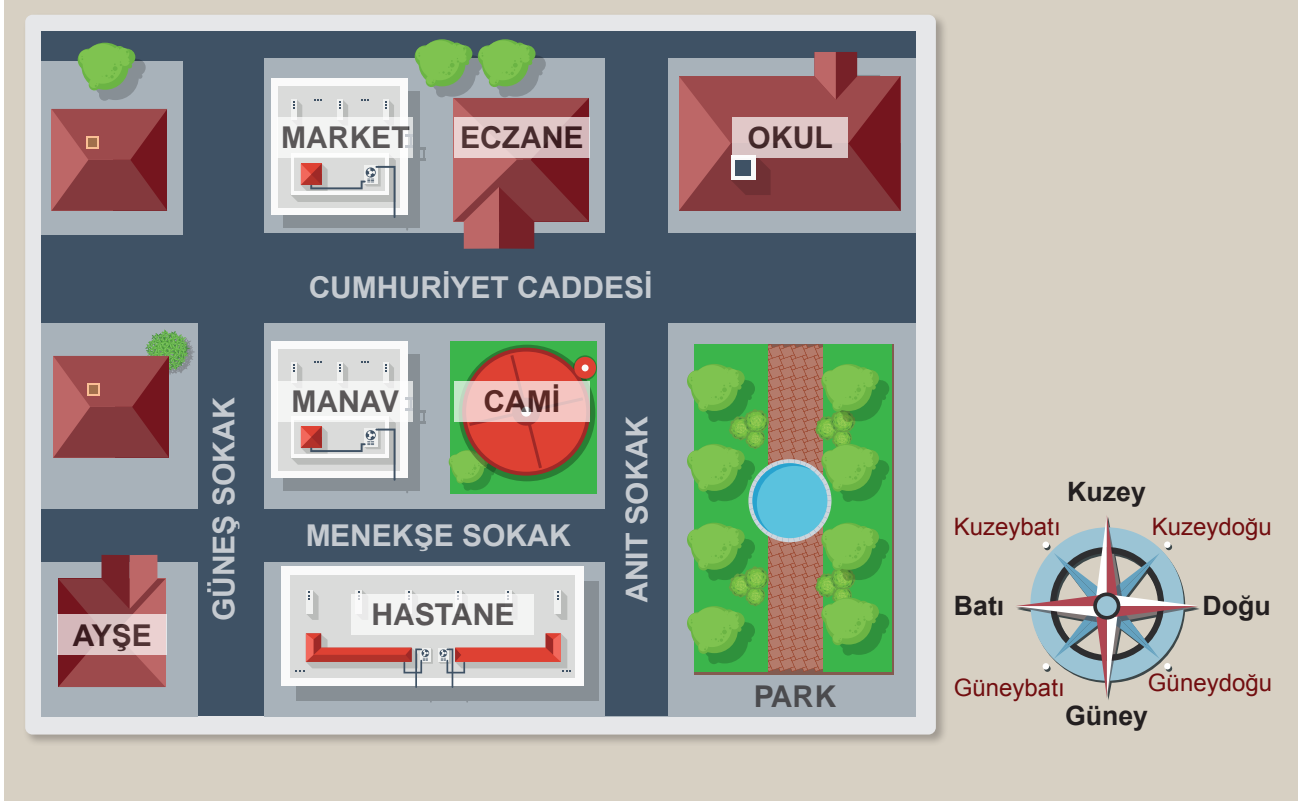 MARKET
ECZANE
OKUL
CUMHURİYET CADDESİ
MANAV
CAMİ
GÜNEŞ SOKAK
ANIT SOKAK
MENEKŞE SOKAK
AYŞE
HASTANE
PARK
Kuzey
Kuzeybatı
Kuzeydoğu
Batı
Doğu
Güneybatı
Güneydoğu
Güney